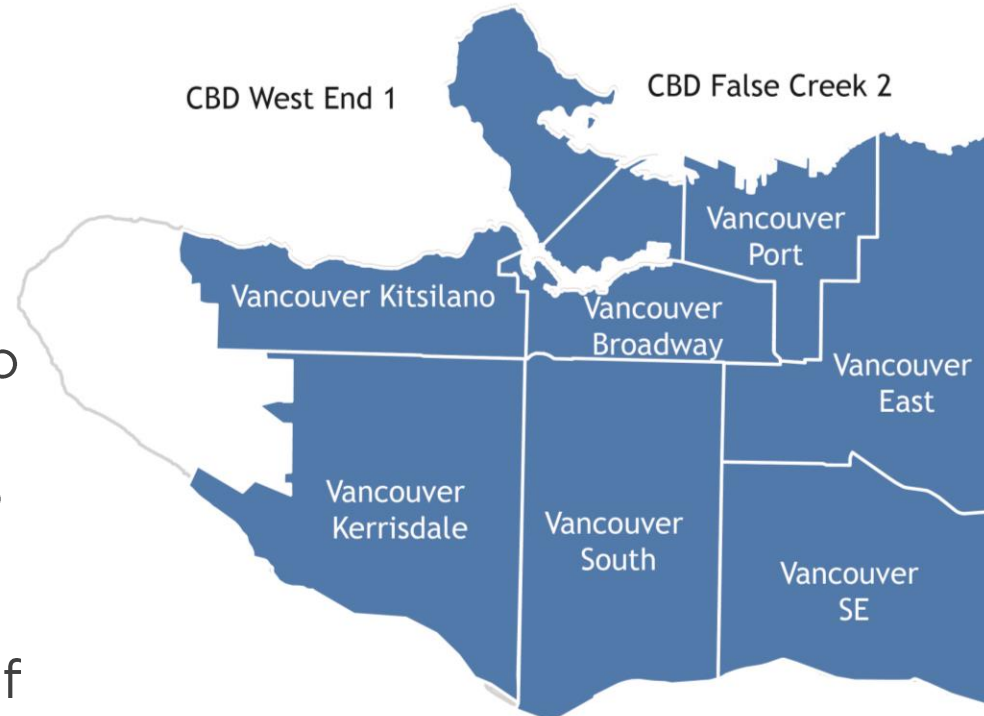 CBD West End 1
CBD False Creek 2
Vancouver
Port
Vancouver Kitsilano
Vancouver
Broadway
Vancouver
East
Vancouver
Kerrisdale
Vancouver
South
Vancouver
SE